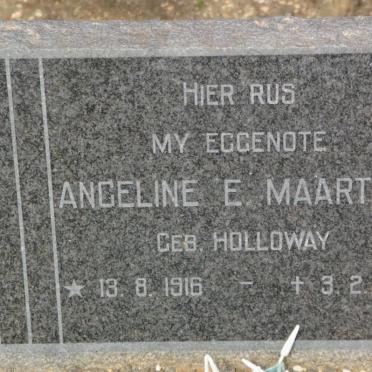 HIER RUS
MY EGGENOTE
ANGELINE E. MAART
GEB. HOLLOWAY
★ 13. 8. 1916 - + 3. 2